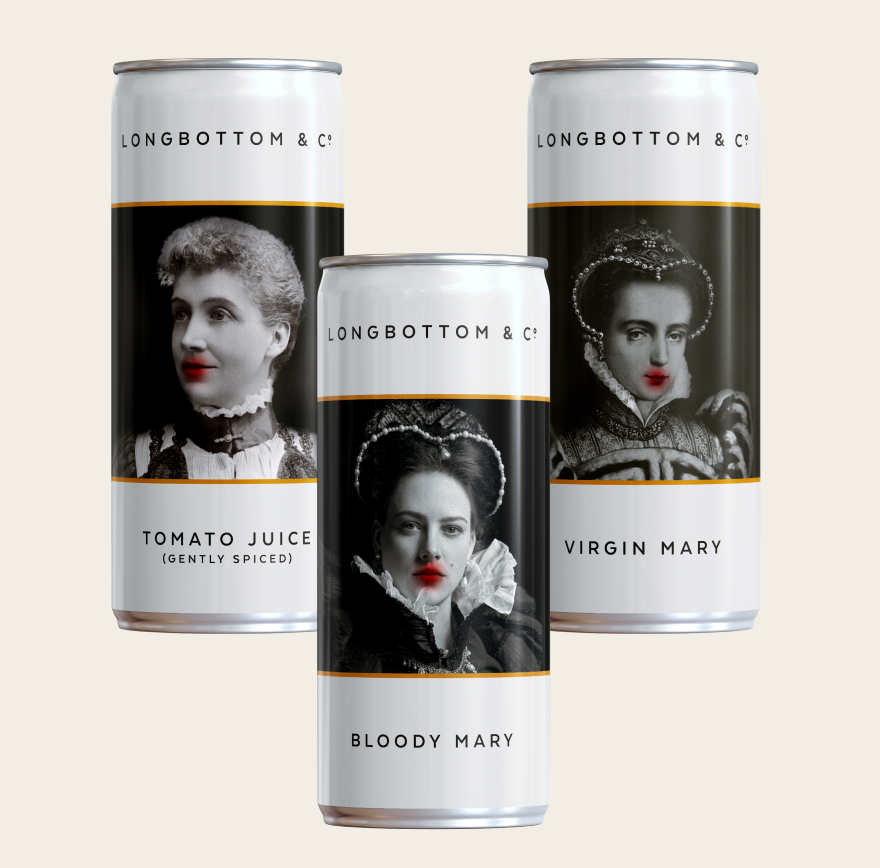 LONGBOTTOM & Cº
TOMATO JUICE
(GENTLY SPICED)
LONGBOTTOM & Cº
BLOODY MARY
LONGBOTTOM & Cº
VIRGIN MARY